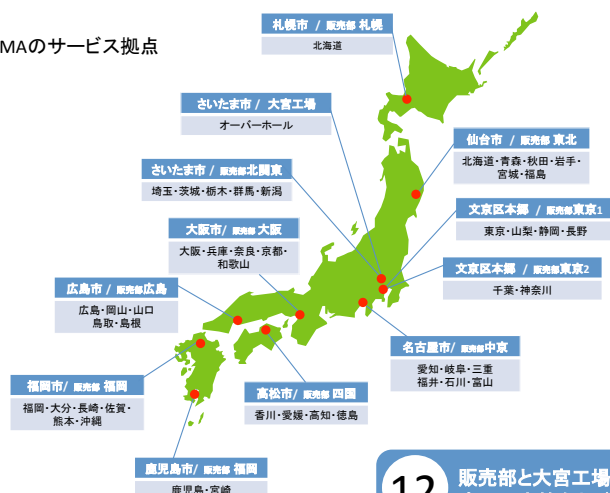 MAのサービス拠点
札幌市 / 販売部 札幌
北海道
さいたま市 / 大宮工場
オーバーホール
仙台市 / 販売部 東北
北海道・青森・秋田・岩手・
宮城・福島
さいたま市 / 販売部北関東
埼玉・茨城・栃木・群馬・新潟
文京区本郷 / 販売部東京1
東京・山梨・静岡・長野
大阪市/ 販売部 大阪
大阪・兵庫・奈良・京都・
和歌山
文京区本郷 / 販売部東京2
千葉・神奈川
広島市/ 販売部広島
広島・岡山・山口
鳥取・島根
名古屋市/ 販売部中京
愛知・岐阜・三重
福井・石川・富山
福岡市/ 販売部 福岡
福岡・大分・長崎・佐賀・
熊本・沖縄
高松市/ 販売部 四国
香川・愛媛・高知・徳島
鹿児島市/ 販売部 福岡
鹿児島・宮崎
12
販売部と大宮工場